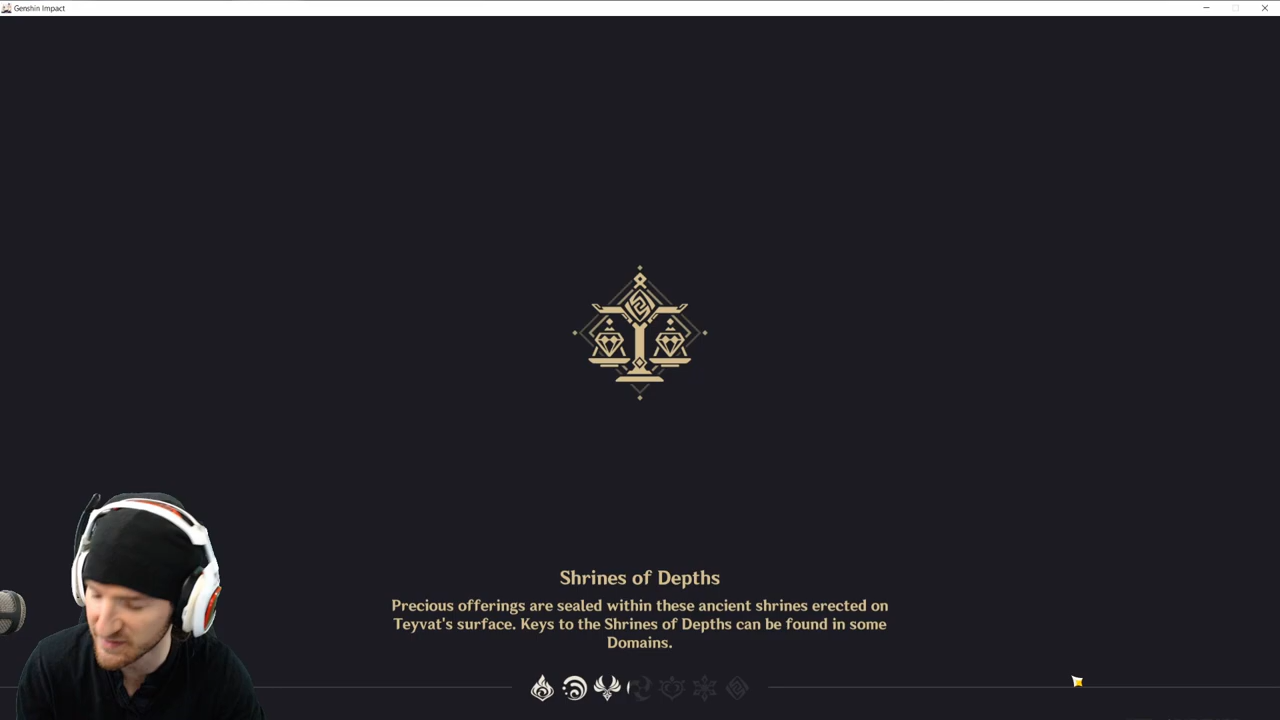 Genshin Impact
Shrines of Depths
Precious offerings are sealed within these ancient shrines erected on
Teyvat's surface. Keys to the Shrines of Depths can be found in some
Domains.